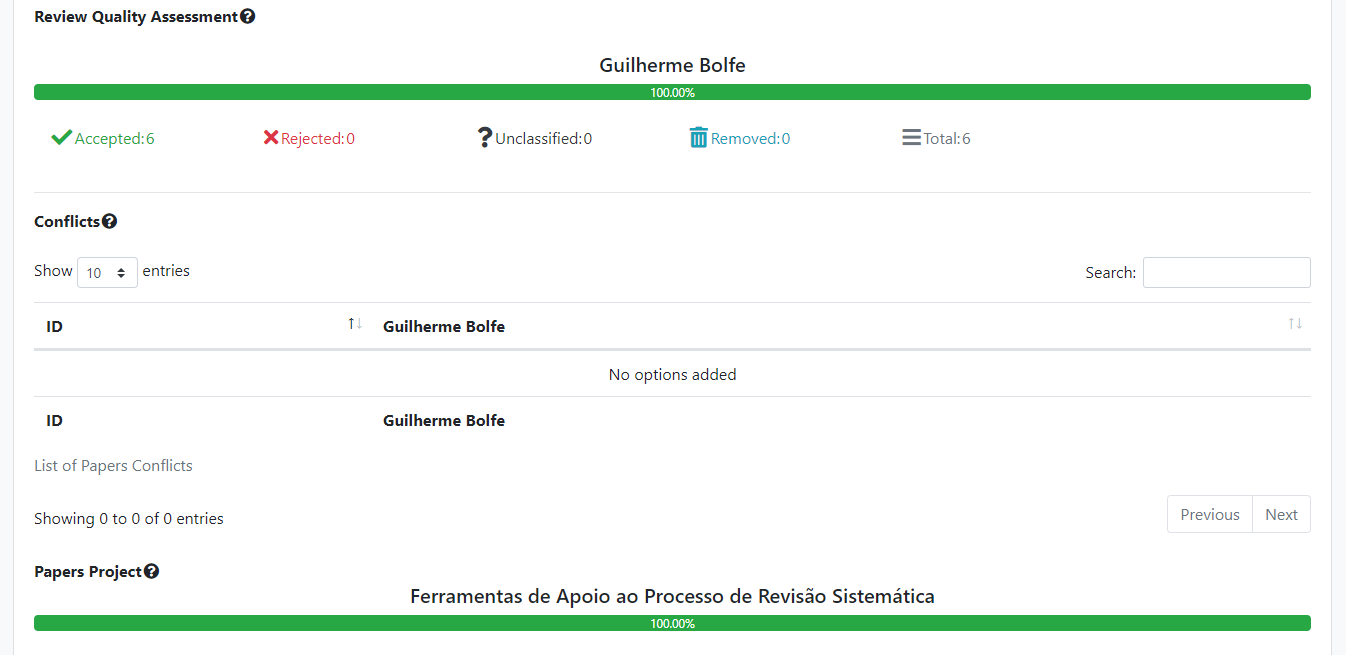 Review Quality Assessment
Guilherme Bolfe
100.00%
Accepted:6 Rejected:0 Unclassified:0 Removed:0 Total:6
Conflicts
Show 10 entries Search:
ID Guilherme Bolfe
No options added
ID Guilherme Bolfe
List of Papers Conflicts
Showing 0 to 0 of 0 entries Previous Next
Papers Project
Ferramentas de Apoio ao Processo de Revisão Sistemática
100.00%